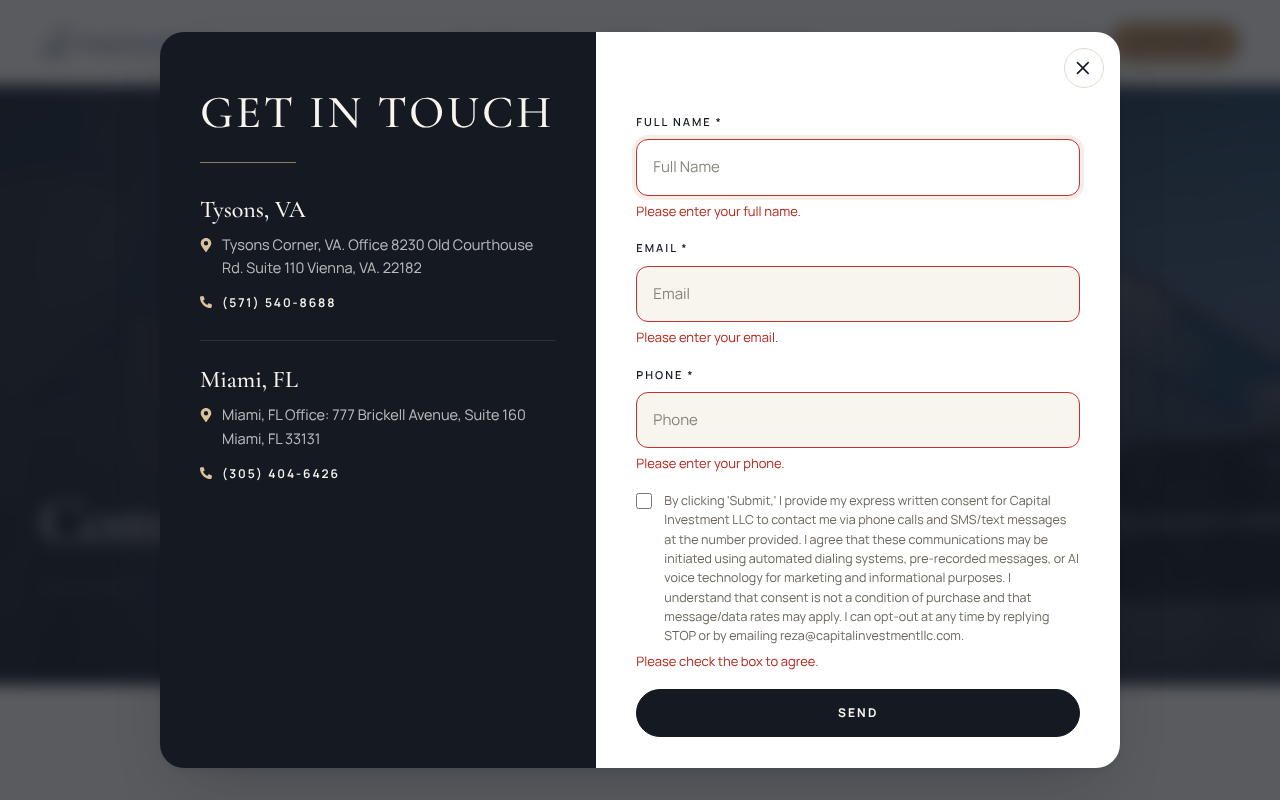 GET IN TOUCH
Tysons, VA
Tysons Corner, VA. Office 8230 Old Courthouse
Rd. Suite 110 Vienna, VA. 22182
(571) 540-8688
Miami, FL
Miami, FL Office: 777 Brickell Avenue, Suite 160
Miami, FL 33131
(305) 404-6426
FULL NAME *
Full Name
Please enter your full name.
EMAIL *
Email
Please enter your email.
PHONE *
Phone
Please enter your phone.
By clicking 'Submit,' I provide my express written consent for Capital
Investment LLC to contact me via phone calls and SMS/text messages
at the number provided. I agree that these communications may be
initiated using automated dialing systems, pre-recorded messages, or AI
voice technology for marketing and informational purposes. I
understand that consent is not a condition of purchase and that
message/data rates may apply. I can opt-out at any time by replying
STOP or by emailing reza@capitalinvestmentllc.com.
Please check the box to agree.
SEND